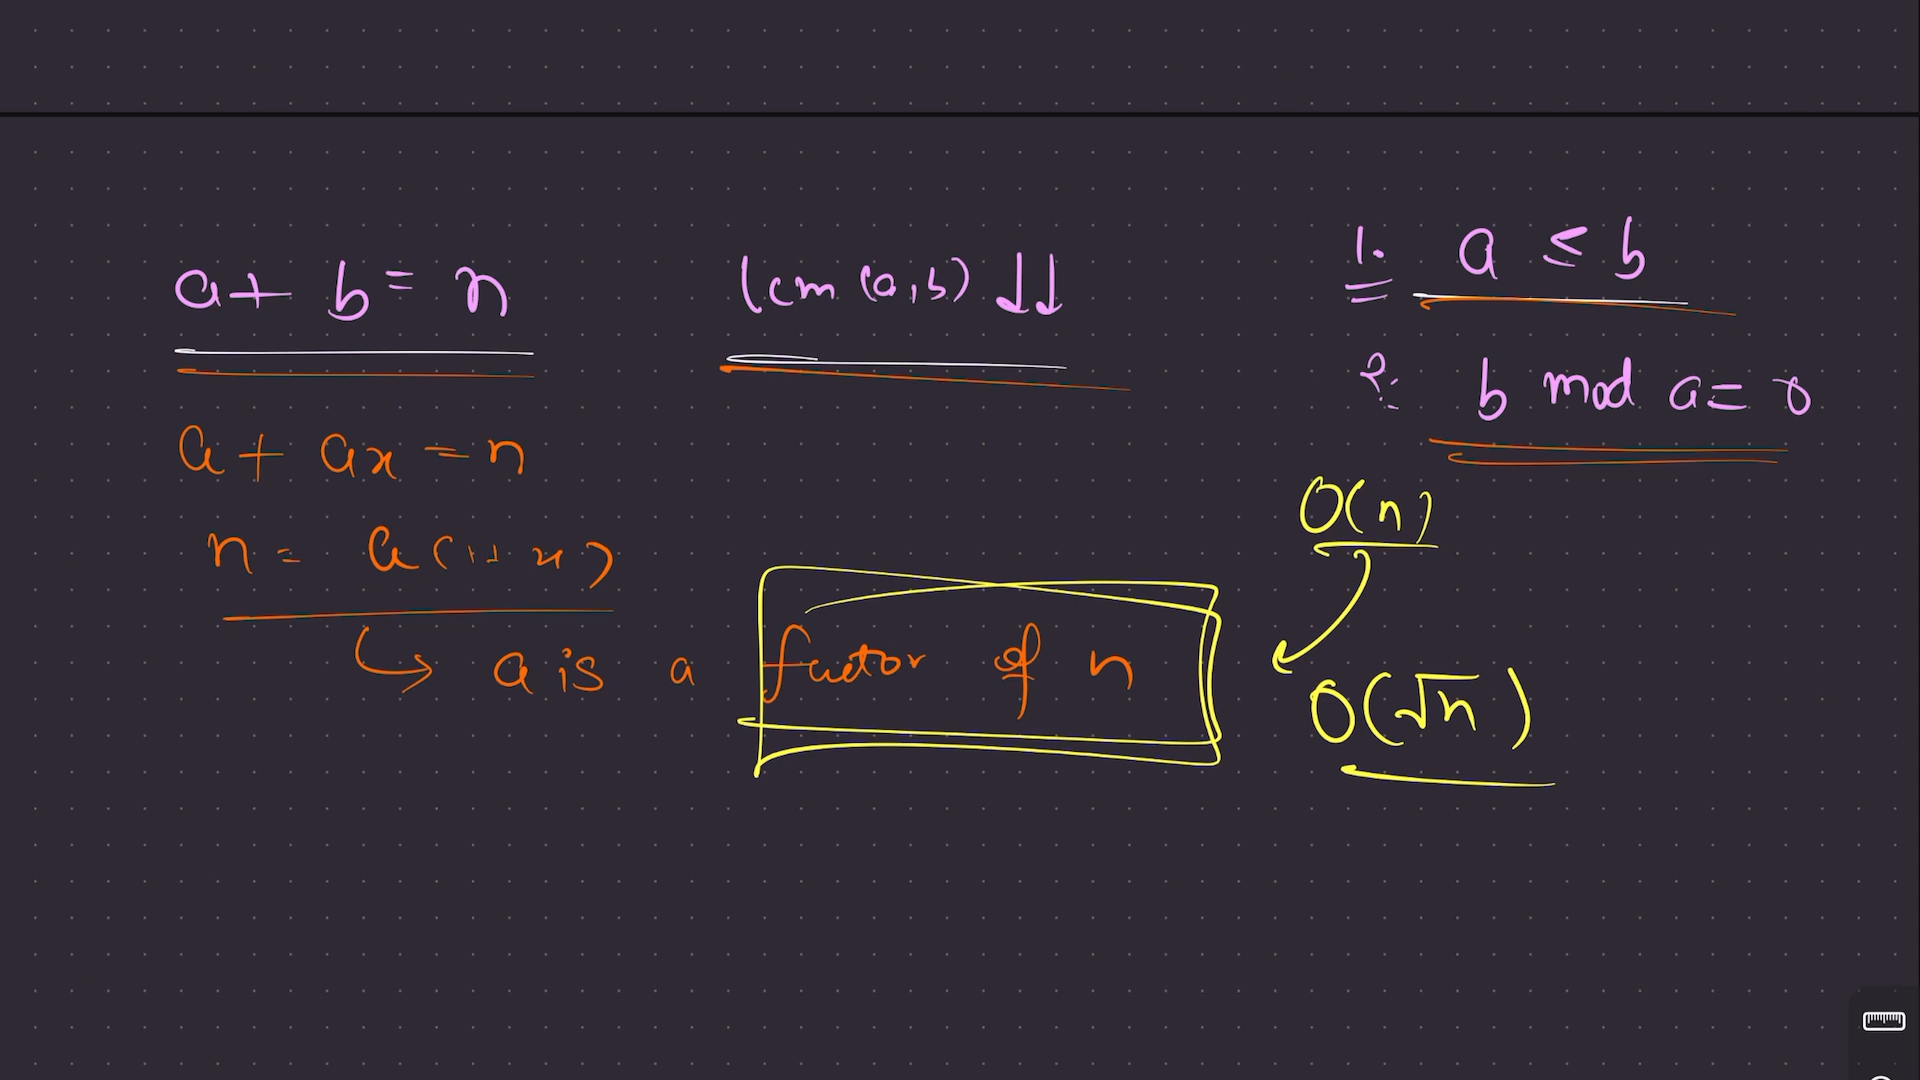 a + b = n
lcm (a,b) ↓↓
1. a ≤ b
2. b mod a = 0
a + ax = n
n = a(1+x)
↳ a is a factor of n
O(n)
O(√n)